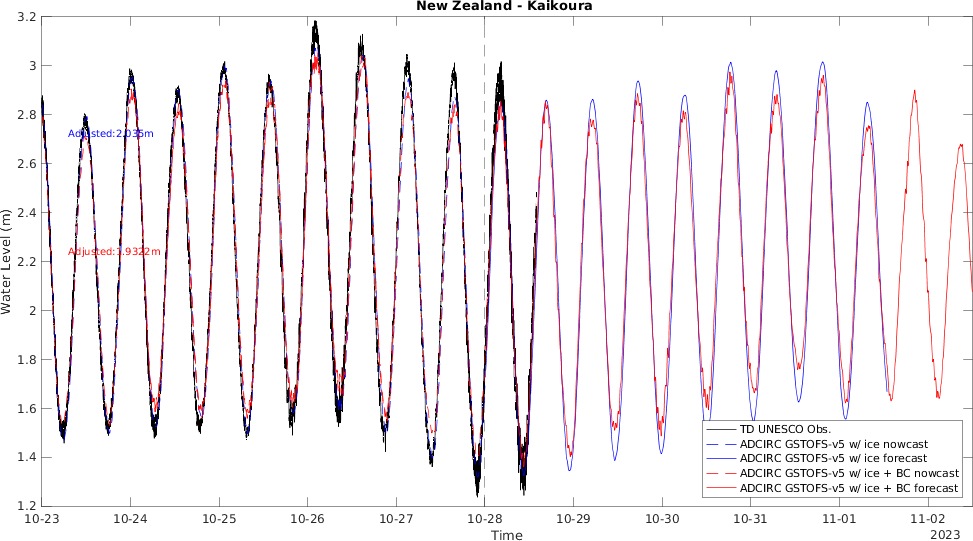 New Zealand - Kaikoura
3.2
3
2.8
2.6
2.4
2.2
2
1.8
1.6
1.4
1.2
Water Level (m)
Adjusted:2.035m
Adjusted:1.9322m
TD UNESCO Obs.
ADCIRC GSTOFS-v5 w/ ice nowcast
ADCIRC GSTOFS-v5 w/ ice forecast
ADCIRC GSTOFS-v5 w/ ice + BC nowcast
ADCIRC GSTOFS-v5 w/ ice + BC forecast
10-23 10-24 10-25 10-26 10-27 10-28 10-29 10-30 10-31 11-01 11-02
2023
Time